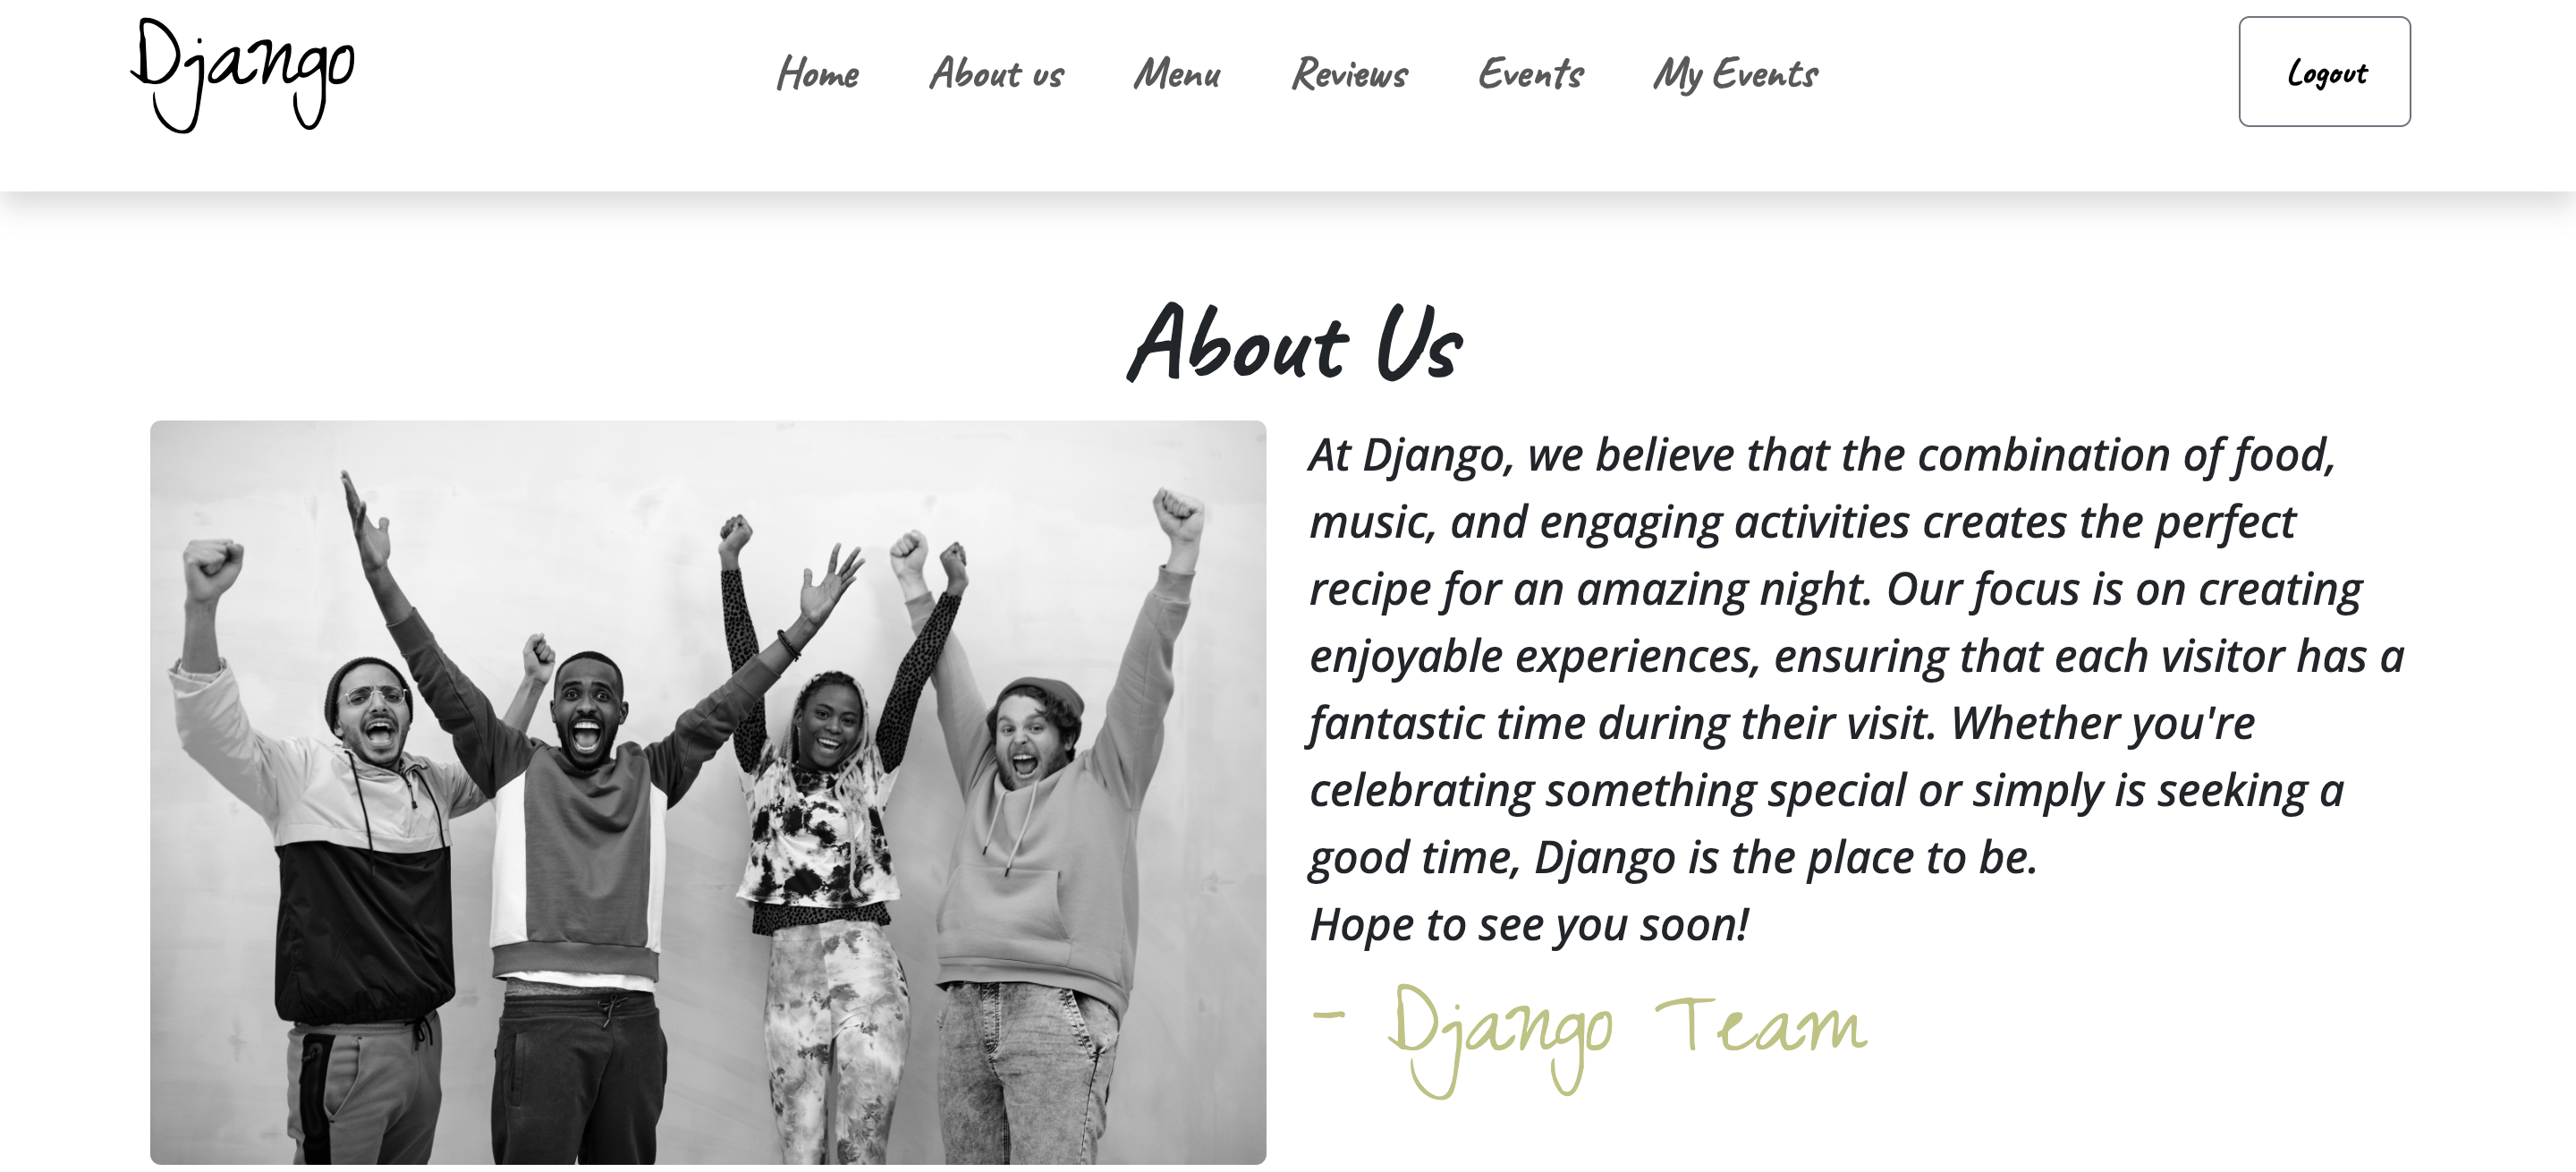 Django
Home
About us
Menu
Reviews
Events
My Events
Logout
About Us
At Django, we believe that the combination of food,
music, and engaging activities creates the perfect
recipe for an amazing night. Our focus is on creating
enjoyable experiences, ensuring that each visitor has a
fantastic time during their visit. Whether you're
celebrating something special or simply is seeking a
good time, Django is the place to be.
Hope to see you soon!
- Django Team